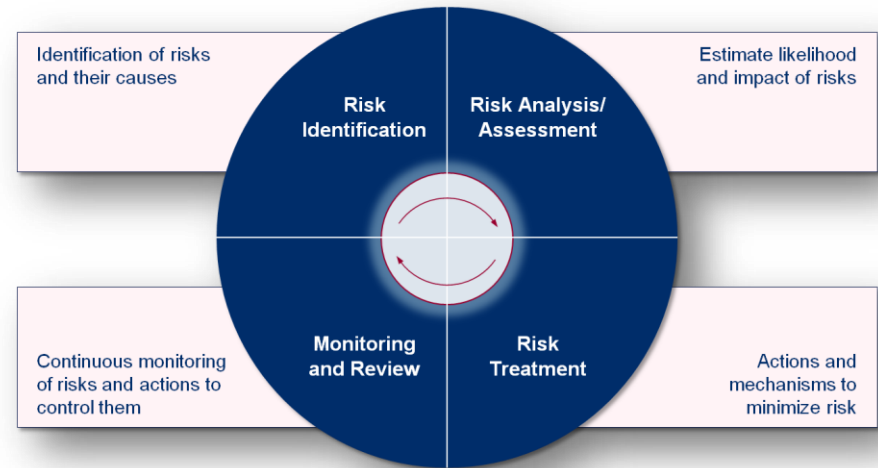 Identification of risks
and their causes
Risk
Identification
Risk Analysis/
Assessment
Estimate likelihood
and impact of risks
Continuous monitoring
of risks and actions to
control them
Monitoring
and Review
Risk
Treatment
Actions and
mechanisms to
minimize risk